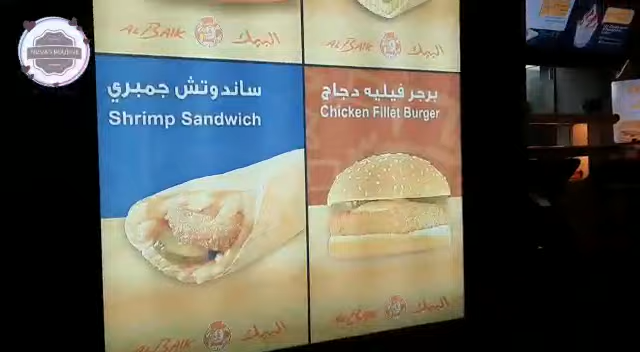 ALBAIK البيك
ALBAIK البيك
ساندوتش جمبري
Shrimp Sandwich
برجر فيليه دجاج
Chicken Fillet Burger
ALBAIK البيك
ALBAIK البيك